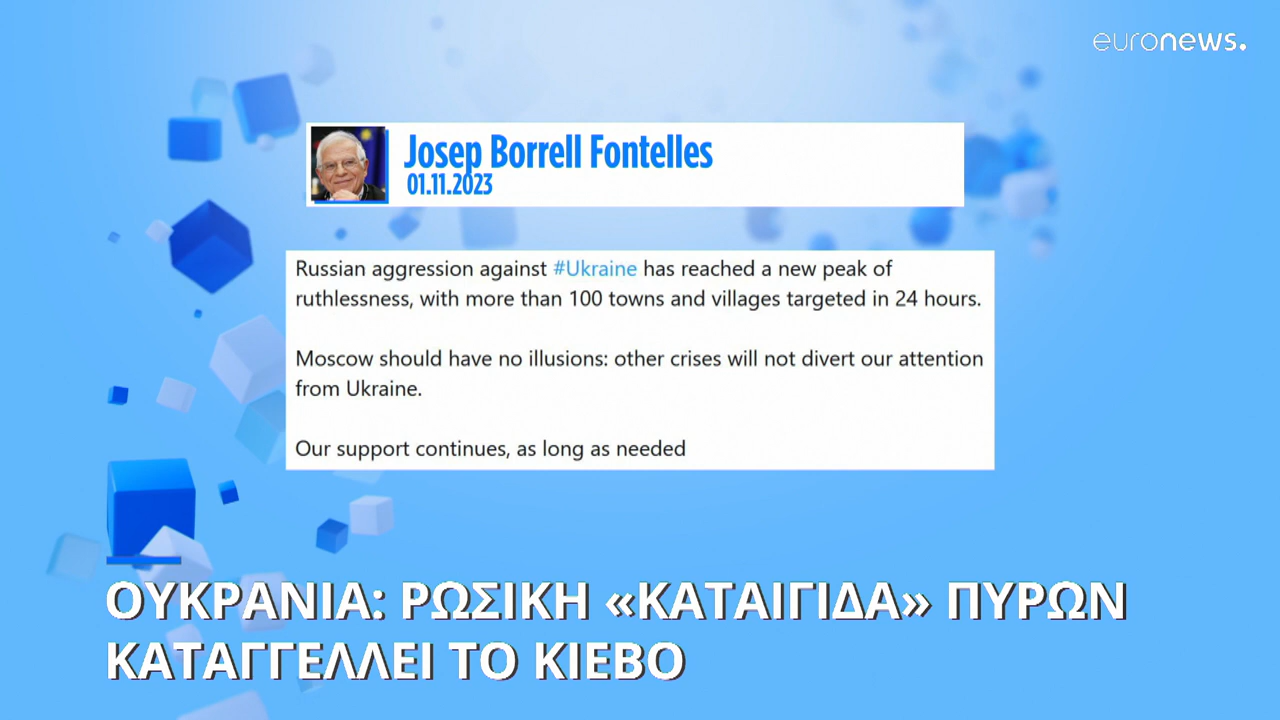 euronews.
Josep Borrell Fontelles
01.11.2023
Russian aggression against #Ukraine has reached a new peak of
ruthlessness, with more than 100 towns and villages targeted in 24 hours.
Moscow should have no illusions: other crises will not divert our attention
from Ukraine.
Our support continues, as long as needed
ΟΥΚΡΑΝΙΑ: ΡΩΣΙΚΗ «ΚΑΤΑΙΓΙΔΑ» ΠΥΡΩΝ
ΚΑΤΑΓΓΕΛΛΕΙ ΤΟ ΚΙΕΒΟ